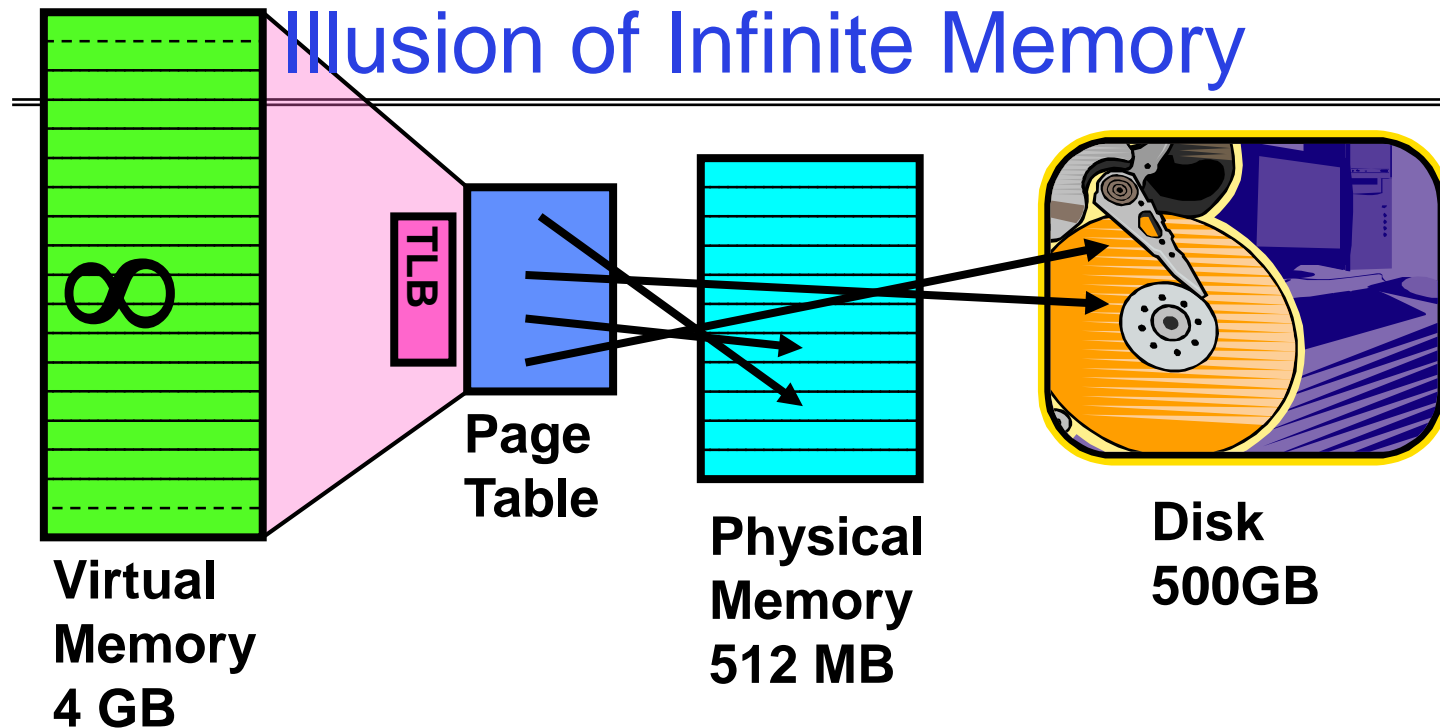 Illusion of Infinite Memory
∞
TLB
Page
Table
Virtual
Memory
4 GB
Physical
Memory
512 MB
Disk
500GB